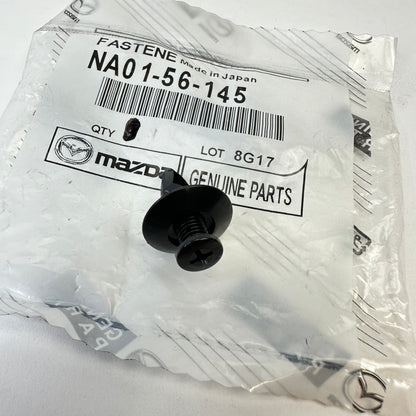 FASTENE
Made in Japan
NA01-56-145
QTY
LOT 8G17
mazda
GENUINE PARTS